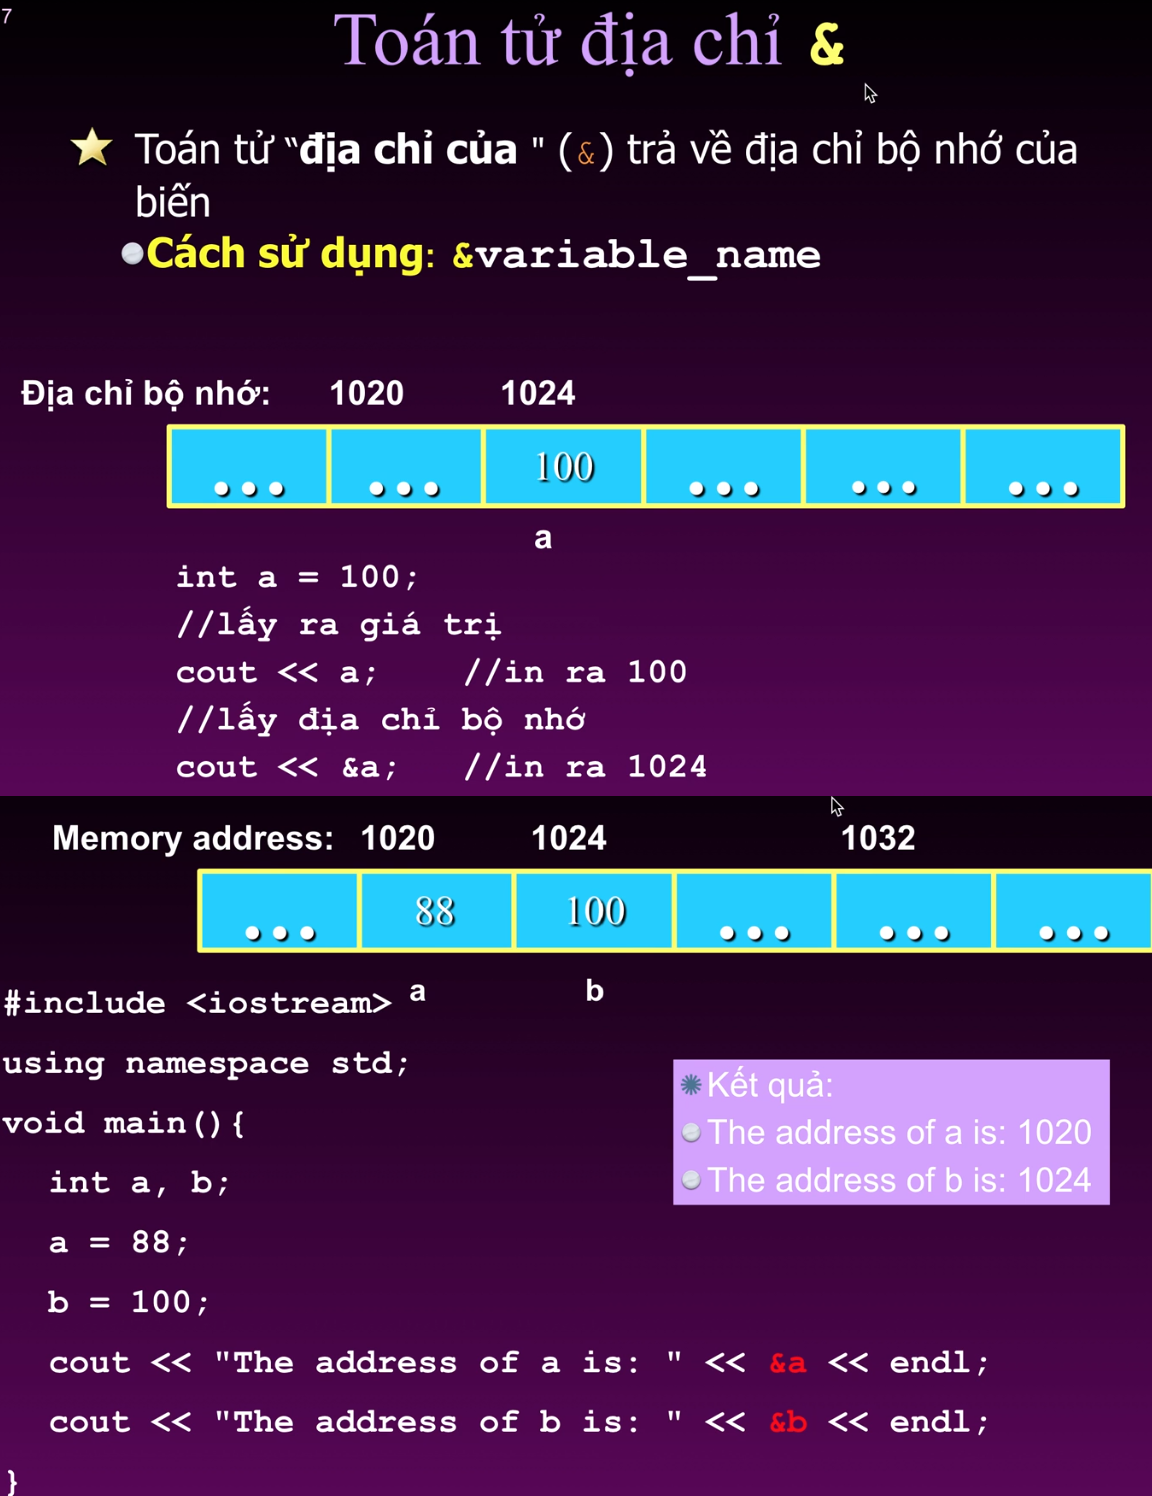 7
Toán tử địa chỉ &
Toán tử “địa chỉ của " (&) trả về địa chỉ bộ nhớ của
biến
Cách sử dụng: &variable_name
Địa chỉ bộ nhớ: 1020 1024
... ... 100 ... ... ...
a
int a = 100;
//lấy ra giá trị
cout << a; //in ra 100
//lấy địa chỉ bộ nhớ
cout << &a; //in ra 1024
Memory address: 1020 1024 1032
... 88 100 ... ... ...
a b
#include <iostream>
using namespace std;
void main(){
int a, b;
a = 88;
b = 100;
cout << "The address of a is: " << &a << endl;
cout << "The address of b is: " << &b << endl;
}
Kết quả:
The address of a is: 1020
The address of b is: 1024